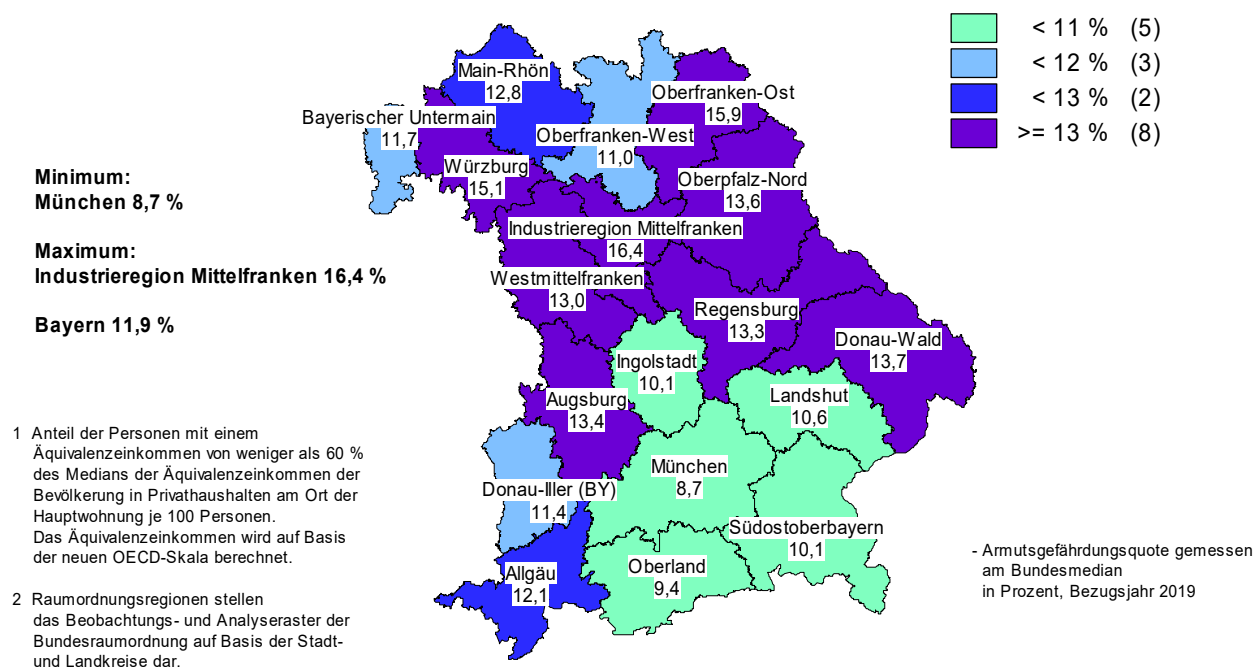 < 11 % (5)
< 12 % (3)
< 13 % (2)
>= 13 % (8)
Main-Rhön
12,8
Oberfranken-Ost
15,9
Bayerischer Untermain
11,7
Oberfranken-West
11,0
Würzburg
15,1
Oberpfalz-Nord
13,6
Industrieregion Mittelfranken
16,4
Westmittelfranken
13,0
Regensburg
13,3
Donau-Wald
13,7
Ingolstadt
10,1
Landshut
10,6
Augsburg
13,4
München
8,7
Donau-Iller (BY)
11,4
Südostoberbayern
10,1
Oberland
9,4
Allgäu
12,1
Minimum:
München 8,7 %
Maximum:
Industrieregion Mittelfranken 16,4 %
Bayern 11,9 %
1 Anteil der Personen mit einem
Äquivalenzeinkommen von weniger als 60 %
des Medians der Äquivalenzeinkommen der
Bevölkerung in Privathaushalten am Ort der
Hauptwohnung je 100 Personen.
Das Äquivalenzeinkommen wird auf Basis
der neuen OECD-Skala berechnet.
2 Raumordnungsregionen stellen
das Beobachtungs- und Analyseraster der
Bundesraumordnung auf Basis der Stadt-
und Landkreise dar.
- Armutsgefährdungsquote gemessen
am Bundesmedian
in Prozent, Bezugsjahr 2019